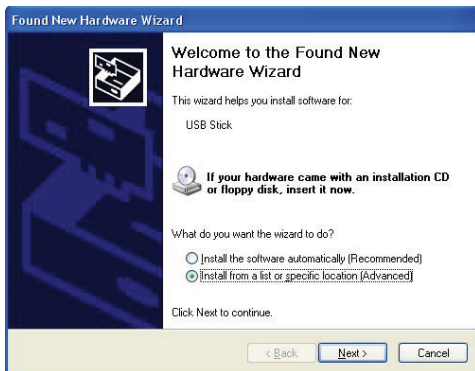 Found New Hardware Wizard
Welcome to the Found New
Hardware Wizard
This wizard helps you install software for:
USB Stick
If your hardware came with an installation CD
or floppy disk, insert it now.
What do you want the wizard to do?
Install the software automatically (Recommended)
Install from a list or specific location (Advanced)
Click Next to continue.
< Back Next > Cancel